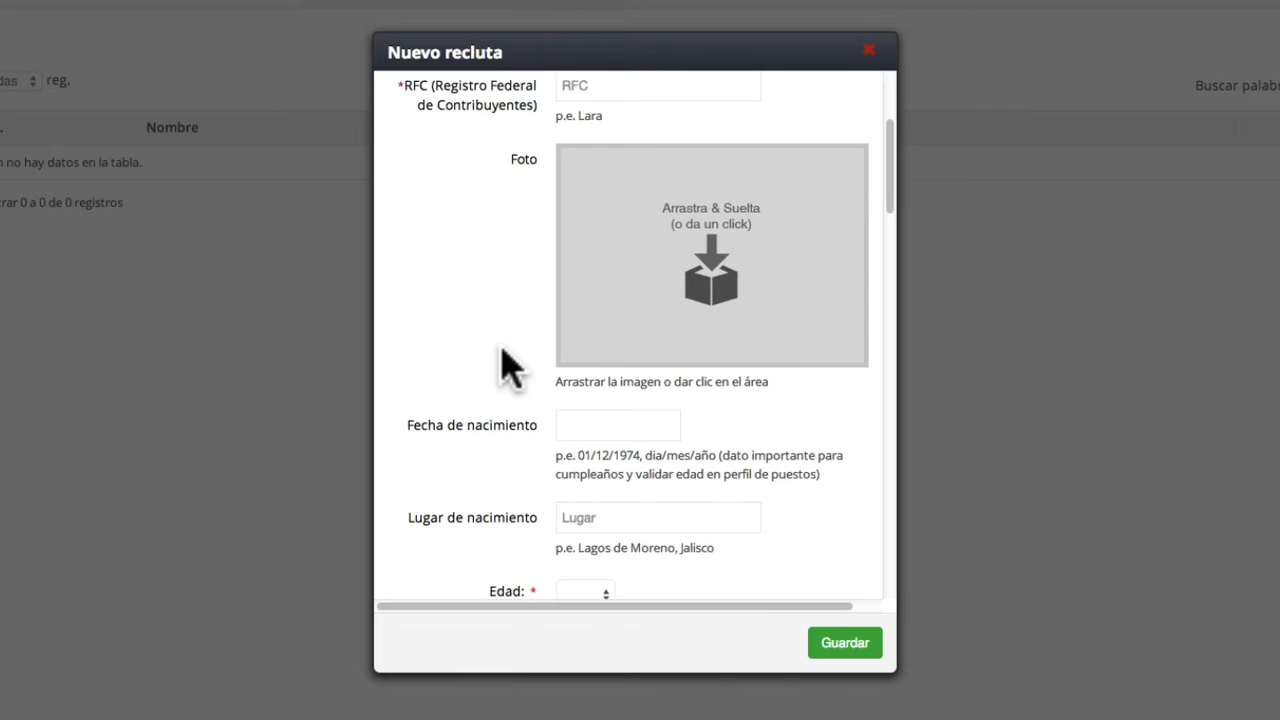 Nuevo recluta
das reg.
Buscar palabr
Nombre
n no hay datos en la tabla.
rar 0 a 0 de 0 registros
*RFC (Registro Federal
de Contribuyentes)
RFC
p.e. Lara
Foto
Arrastra & Suelta
(o da un click)
Arrastrar la imagen o dar clic en el área
Fecha de nacimiento
p.e. 01/12/1974, dia/mes/año (dato importante para
cumpleaños y validar edad en perfil de puestos)
Lugar de nacimiento
Lugar
p.e. Lagos de Moreno, Jalisco
Edad: *
Guardar